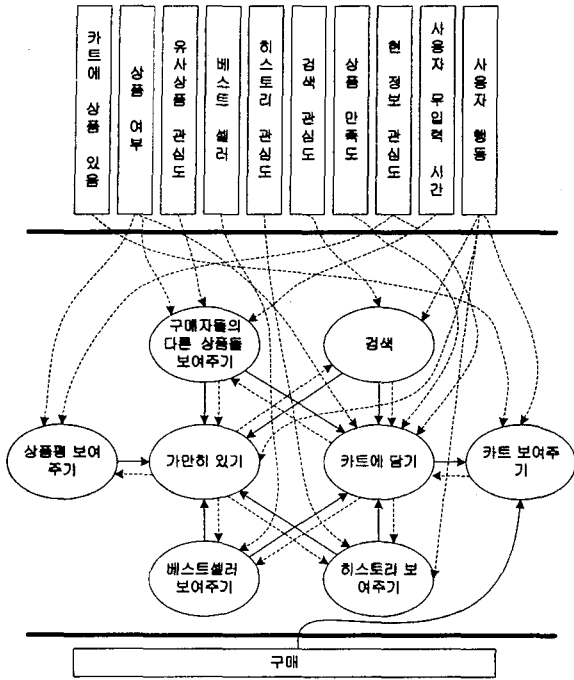 카트에 상품 있음
상품 여부
유사상품 관심도
베스트 셀러
히스토리 관심도
검색 관심도
상품 만족도
현 정보 관심도
사용자 무입력 시간
사용자 행동
구매자들의
다른 상품들
보여주기
검색
상품평 보여
주기
가만히 있기
카트에 담기
카트 보여주
기
베스트셀러
보여주기
히스토리 보
여주기
구매